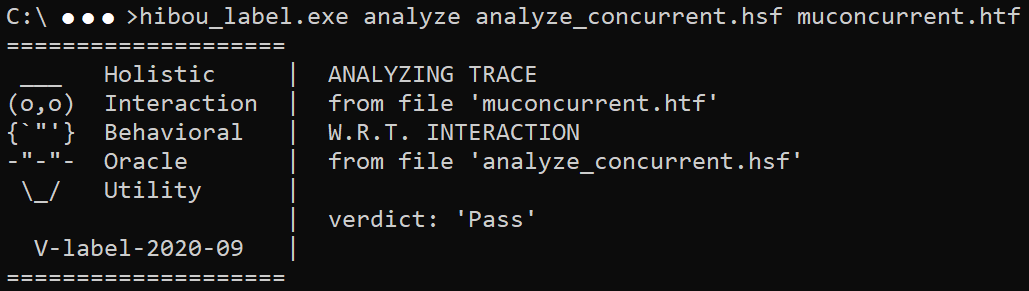 C:\ ●●● >hibou_label.exe analyze analyze_concurrent.hsf muconcurrent.htf
====================
 ___   Holistic     |  ANALYZING TRACE
(o,o)  Interaction  |  from file 'muconcurrent.htf'
{`"'}  Behavioral   |  W.R.T. INTERACTION
-"-"-  Oracle       |  from file 'analyze_concurrent.hsf'
 \_/   Utility      |
                    |  verdict: 'Pass'
  V-label-2020-09   |
====================